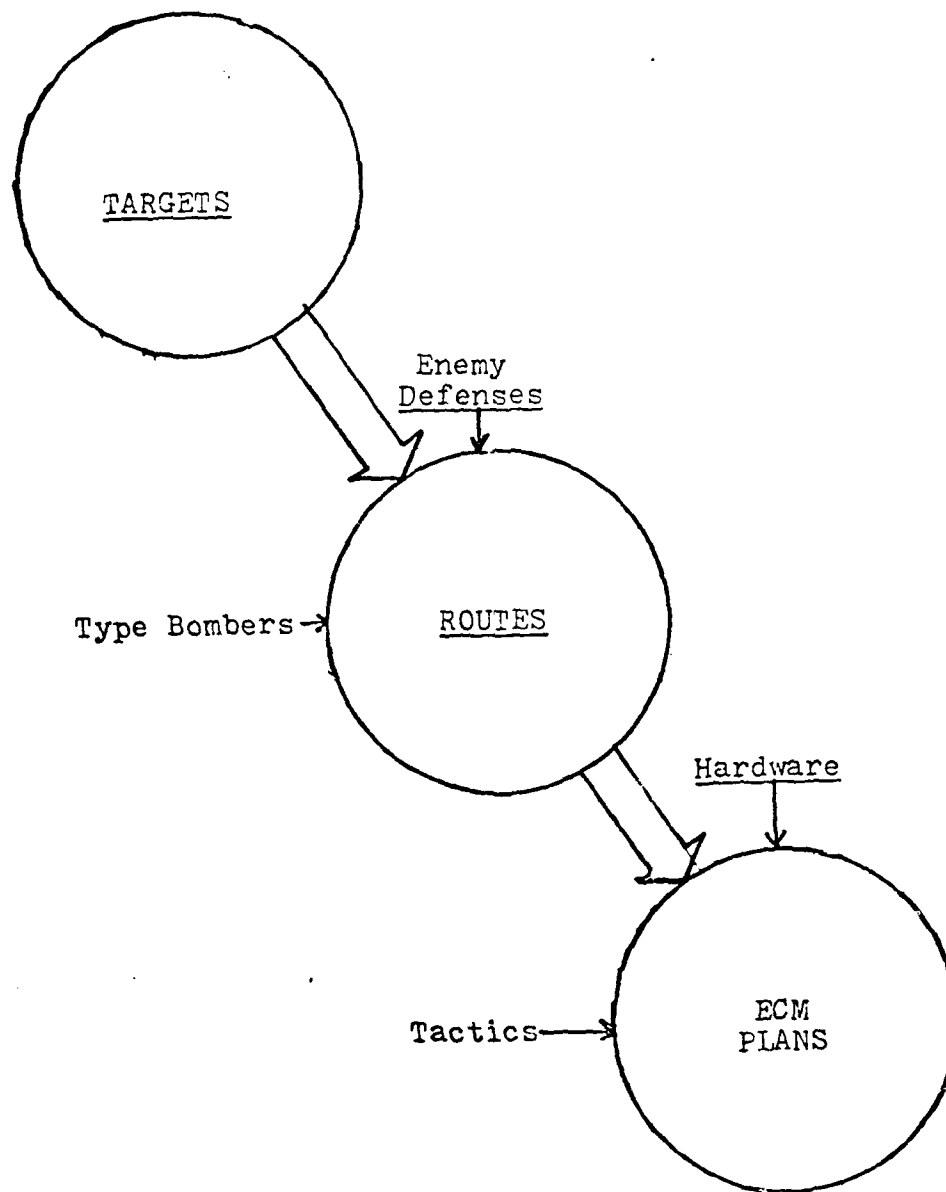 TARGETS
Enemy
Defenses
Type Bombers
ROUTES
Hardware
Tactics
ECM
PLANS